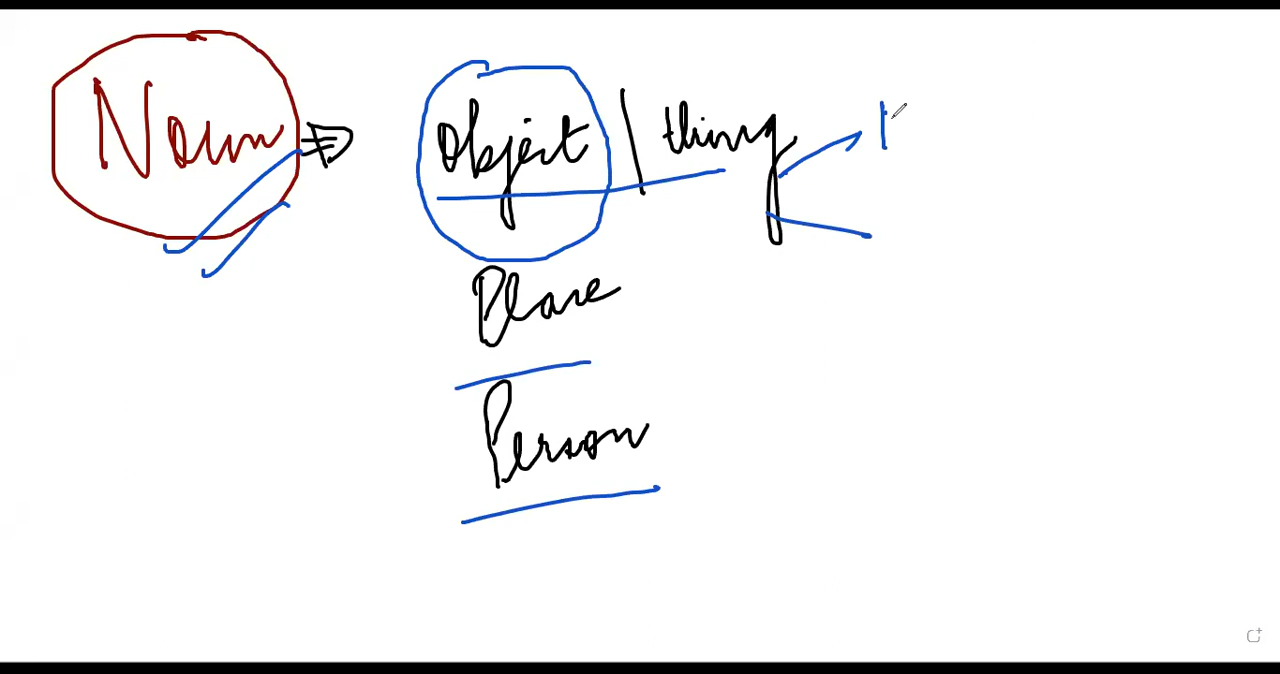 Noun ⇒ Object / thing
Place
Person